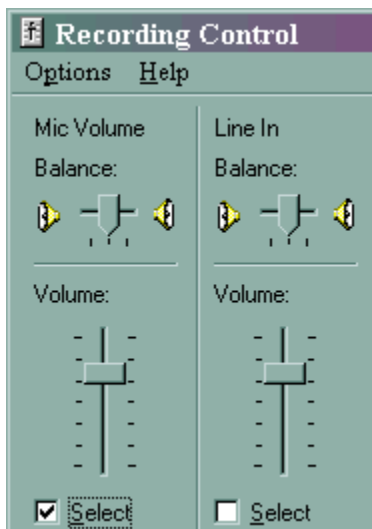 Recording Control
Options Help
Mic Volume
Balance:
Volume:
Select
Line In
Balance:
Volume:
Select